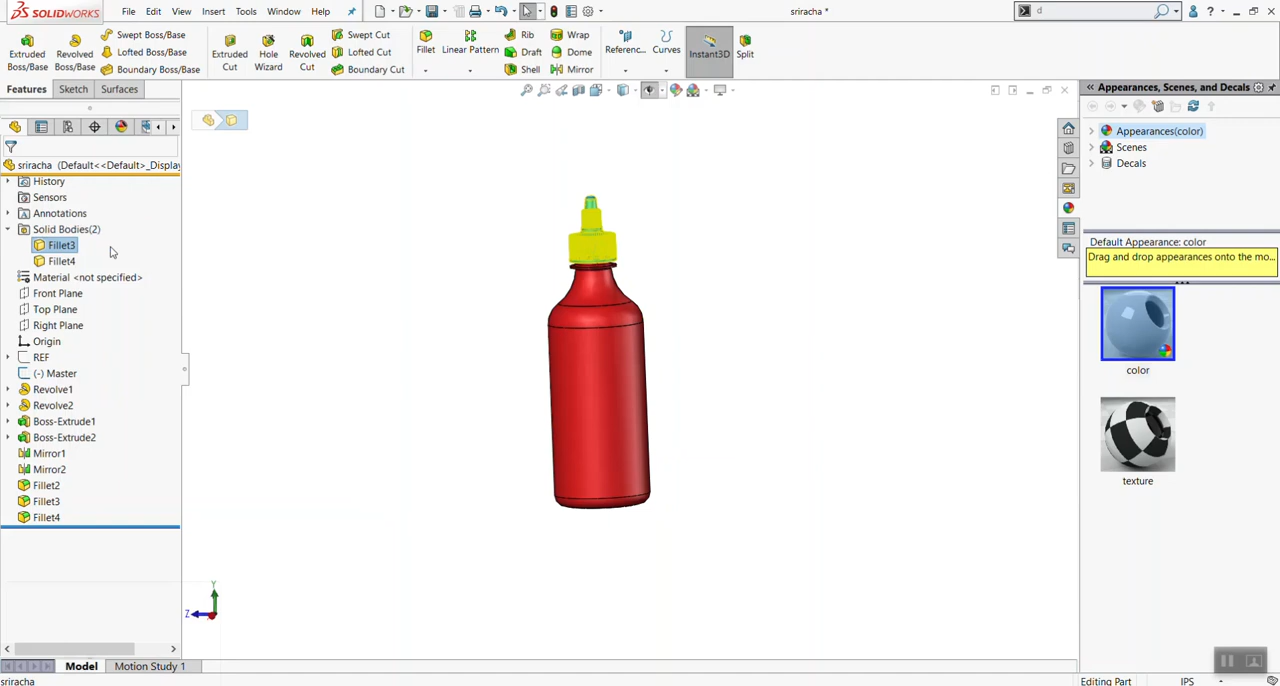 SOLIDWORKS File Edit View Insert Tools Window Help sriracha * d
Extruded Boss/Base
Revolved Boss/Base
Swept Boss/Base
Lofted Boss/Base
Boundary Boss/Base
Extruded Cut
Hole Wizard
Revolved Cut
Swept Cut
Lofted Cut
Boundary Cut
Fillet
Linear Pattern
Rib
Draft
Shell
Wrap
Dome
Mirror
Referenc...
Curves
Instant3D
Split
Features Sketch Surfaces
sriracha (Default<<Default>_Display
History
Sensors
Annotations
Solid Bodies(2)
Fillet3
Fillet4
Material <not specified>
Front Plane
Top Plane
Right Plane
Origin
REF
(-) Master
Revolve1
Revolve2
Boss-Extrude1
Boss-Extrude2
Mirror1
Mirror2
Fillet2
Fillet3
Fillet4
Y
Z
Model Motion Study 1
sriracha
Appearances, Scenes, and Decals
Appearances(color)
Scenes
Decals
Default Appearance: color
Drag and drop appearances onto the mo...
color
texture
Editing Part IPS